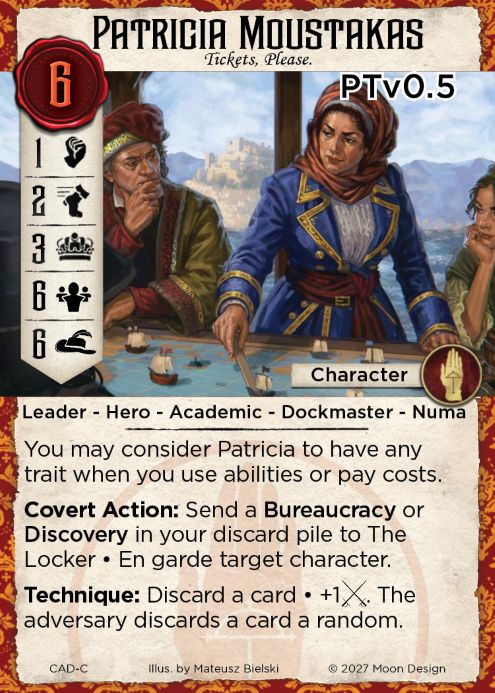 PATRICIA MOUSTAKAS
Tickets, Please.
PTv0.5
6
1
2
3
6
6
Character
Leader - Hero - Academic - Dockmaster - Numa
You may consider Patricia to have any
trait when you use abilities or pay costs.
Covert Action: Send a Bureaucracy or
Discovery in your discard pile to The
Locker • En garde target character.
Technique: Discard a card • +1. The
adversary discards a card a random.
CAD-C
Illus. by Mateusz Bielski
© 2027 Moon Design